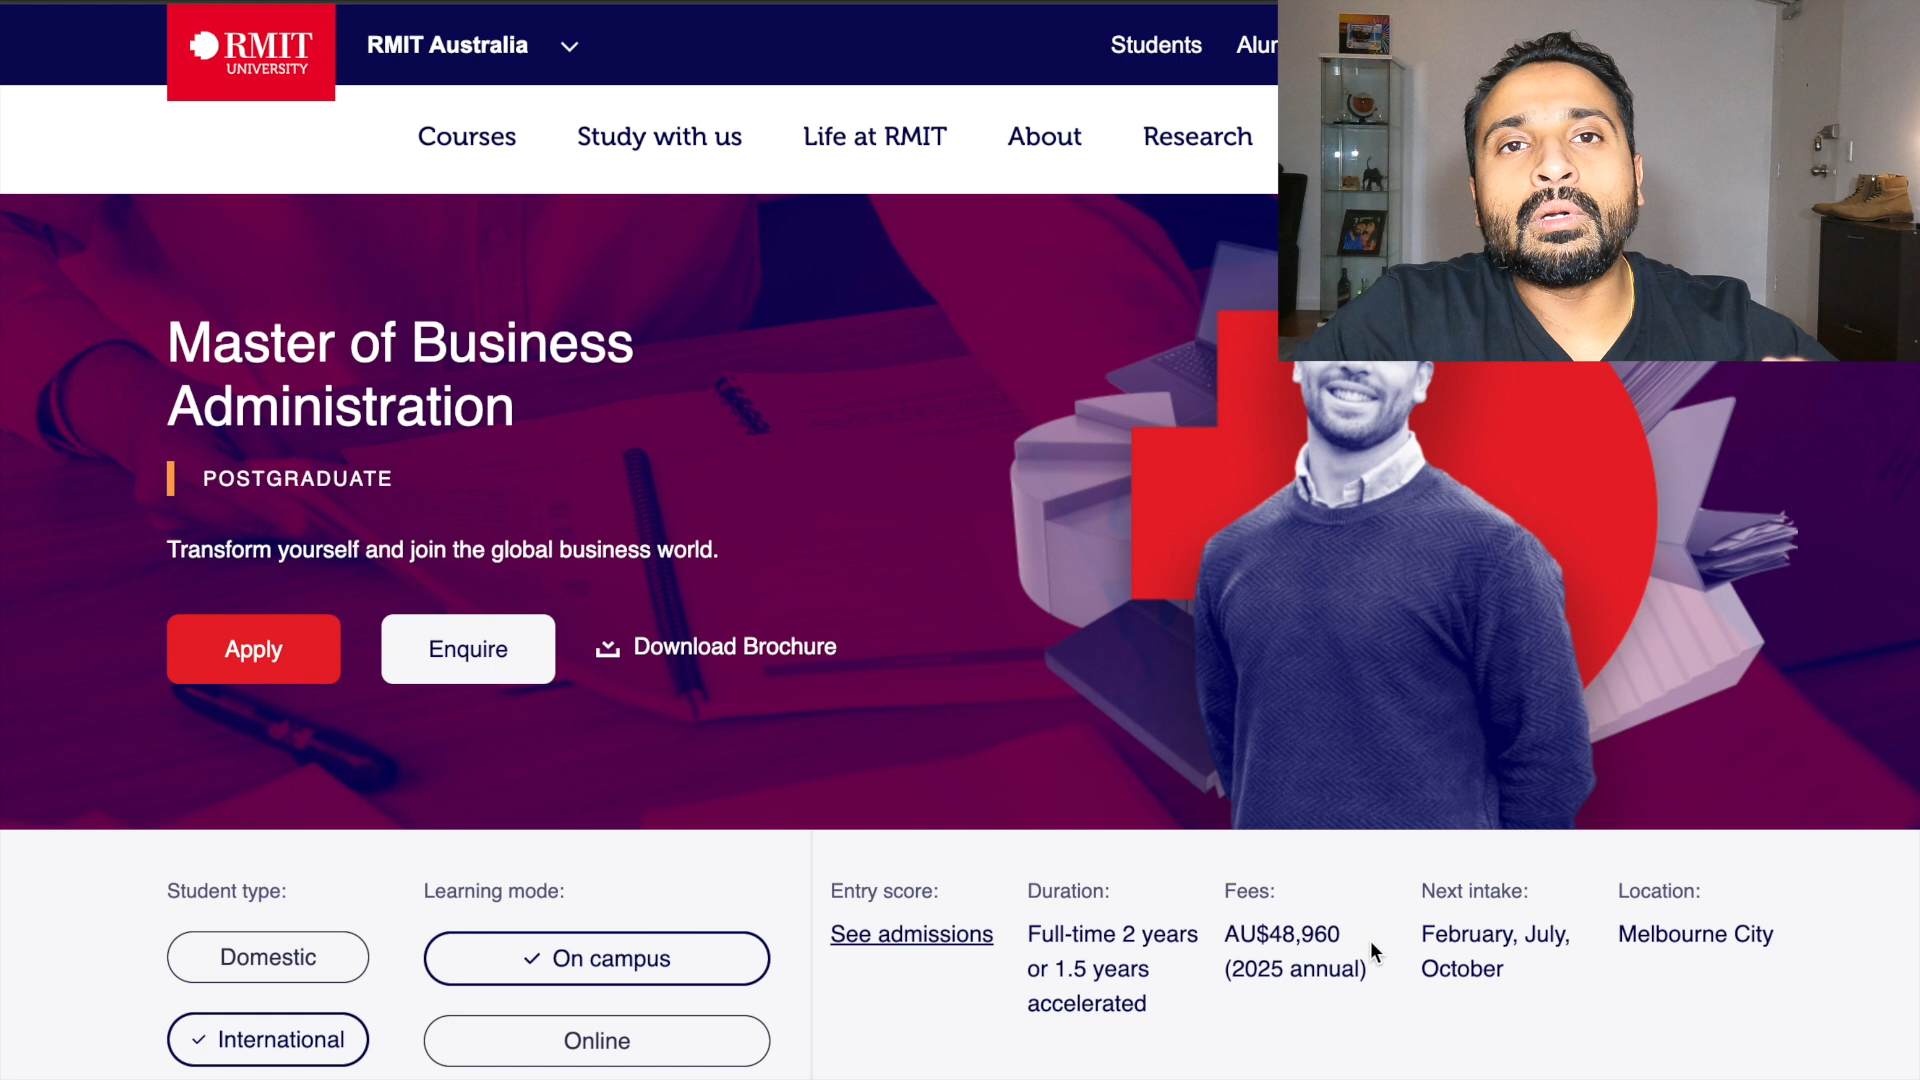 RMIT
UNIVERSITY
RMIT Australia
Students
Alur
Courses
Study with us
Life at RMIT
About
Research
Master of Business
Administration
POSTGRADUATE
Transform yourself and join the global business world.
Apply
Enquire
Download Brochure
Student type:
Domestic
International
Learning mode:
On campus
Online
Entry score:
See admissions
Duration:
Full-time 2 years
or 1.5 years
accelerated
Fees:
AU$48,960
(2025 annual)
Next intake:
February, July,
October
Location:
Melbourne City